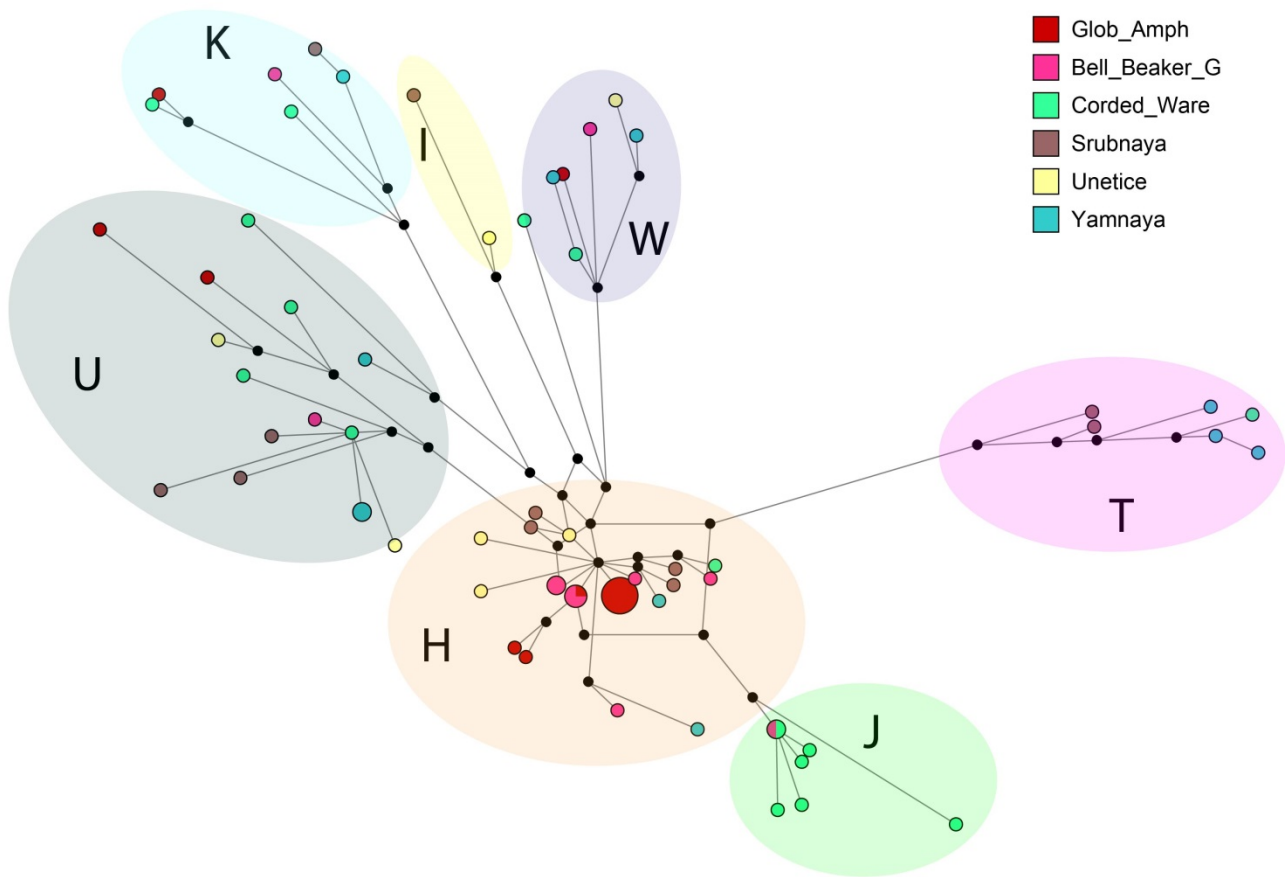 K
I
W
U
T
H
J
Glob_Amph
Bell_Beaker_G
Corded_Ware
Srubnaya
Unetice
Yamnaya